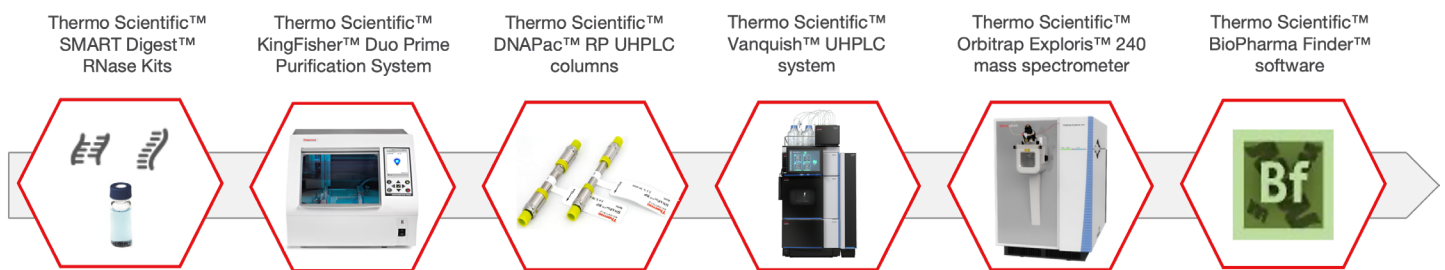 Thermo Scientific™
SMART Digest™
RNase Kits
Thermo Scientific™
KingFisher™ Duo Prime
Purification System
Thermo Scientific™
DNAPac™ RP UHPLC
columns
Thermo Scientific™
Vanquish™ UHPLC
system
Thermo Scientific™
Orbitrap Exploris™ 240
mass spectrometer
Thermo Scientific™
BioPharma Finder™
software
Bf